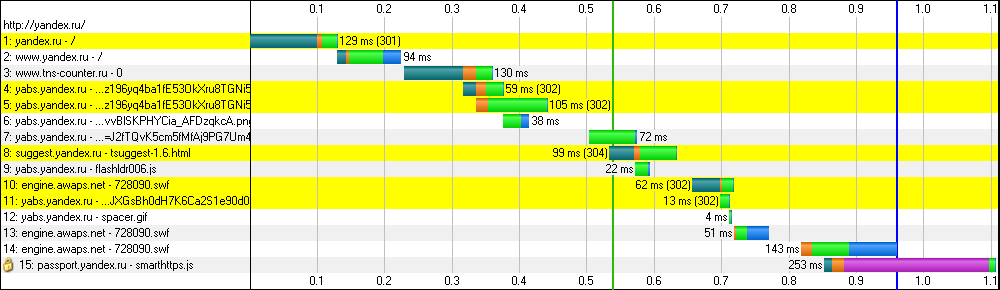 0.1 0.2 0.3 0.4 0.5 0.6 0.7 0.8 0.9 1.0 1.1
http://yandex.ru/
1: yandex.ru - / 129 ms (301)
2: www.yandex.ru - / 94 ms
3: www.tns-counter.ru - 0 130 ms
4: yabs.yandex.ru - ...z196yq4ba1fE53OkXru8TGNi5 59 ms (302)
5: yabs.yandex.ru - ...z196yq4ba1fE53OkXru8TGNi5 105 ms (302)
6: yabs.yandex.ru - ...vvBISKPHYCia_AFDzqkcA.png 38 ms
7: yabs.yandex.ru - ...=J2fTQvK5cm5fMfAj9PG7Um4 72 ms
8: suggest.yandex.ru - tsuggest-1.6.html 99 ms (304)
9: yabs.yandex.ru - flashldr006.js 22 ms
10: engine.awaps.net - 728090.swf 62 ms (302)
11: yabs.yandex.ru - ...JXGsBh0dH7K6Ca2S1e90d0 13 ms (302)
12: yabs.yandex.ru - spacer.gif 4 ms
13: engine.awaps.net - 728090.swf 51 ms
14: engine.awaps.net - 728090.swf 143 ms
15: passport.yandex.ru - smarthttps.js 253 ms
0.1 0.2 0.3 0.4 0.5 0.6 0.7 0.8 0.9 1.0 1.1